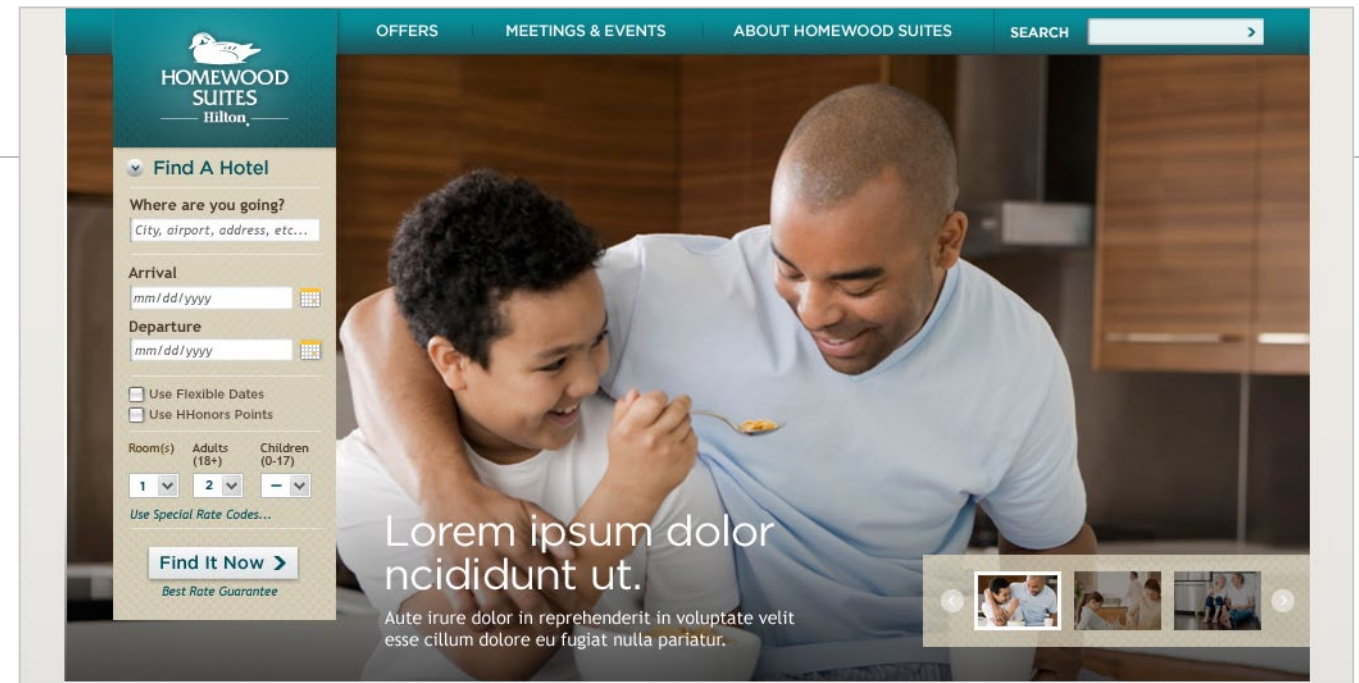 OFFERS
MEETINGS & EVENTS
ABOUT HOMEWOOD SUITES
SEARCH
HOMEWOOD
SUITES
Hilton
Find A Hotel
Where are you going?
City, airport, address, etc...
Arrival
mm/dd/yyyy
Departure
mm/dd/yyyy
Use Flexible Dates
Use HHonors Points
Room(s) Adults Children
(18+) (0-17)
1 2 –
Use Special Rate Codes...
Find It Now
Best Rate Guarantee
Lorem ipsum dolor
ncididunt ut.
Aute irure dolor in reprehenderit in voluptate velit
esse cillum dolore eu fugiat nulla pariatur.